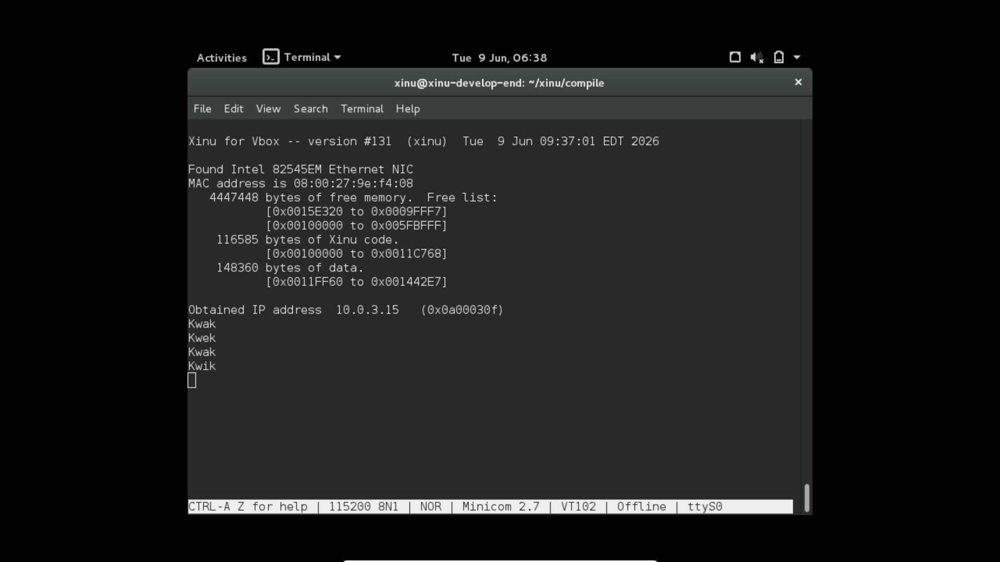 Activities Terminal Tue 9 Jun, 06:38
xinu@xinu-develop-end: ~/xinu/compile
File Edit View Search Terminal Help
Xinu for Vbox -- version #131  (xinu)  Tue  9 Jun 09:37:01 EDT 2026
Found Intel 82545EM Ethernet NIC
MAC address is 08:00:27:9e:f4:08
   4447448 bytes of free memory.  Free list:
           [0x0015E320 to 0x0009FFF7]
           [0x00100000 to 0x005FBFFF]
    116585 bytes of Xinu code.
           [0x00100000 to 0x0011C768]
    148360 bytes of data.
           [0x0011FF60 to 0x001442E7]
Obtained IP address  10.0.3.15   (0x0a00030f)
Kwak
Kwek
Kwak
Kwik
CTRL-A Z for help | 115200 8N1 | NOR | Minicom 2.7 | VT102 | Offline | ttyS0